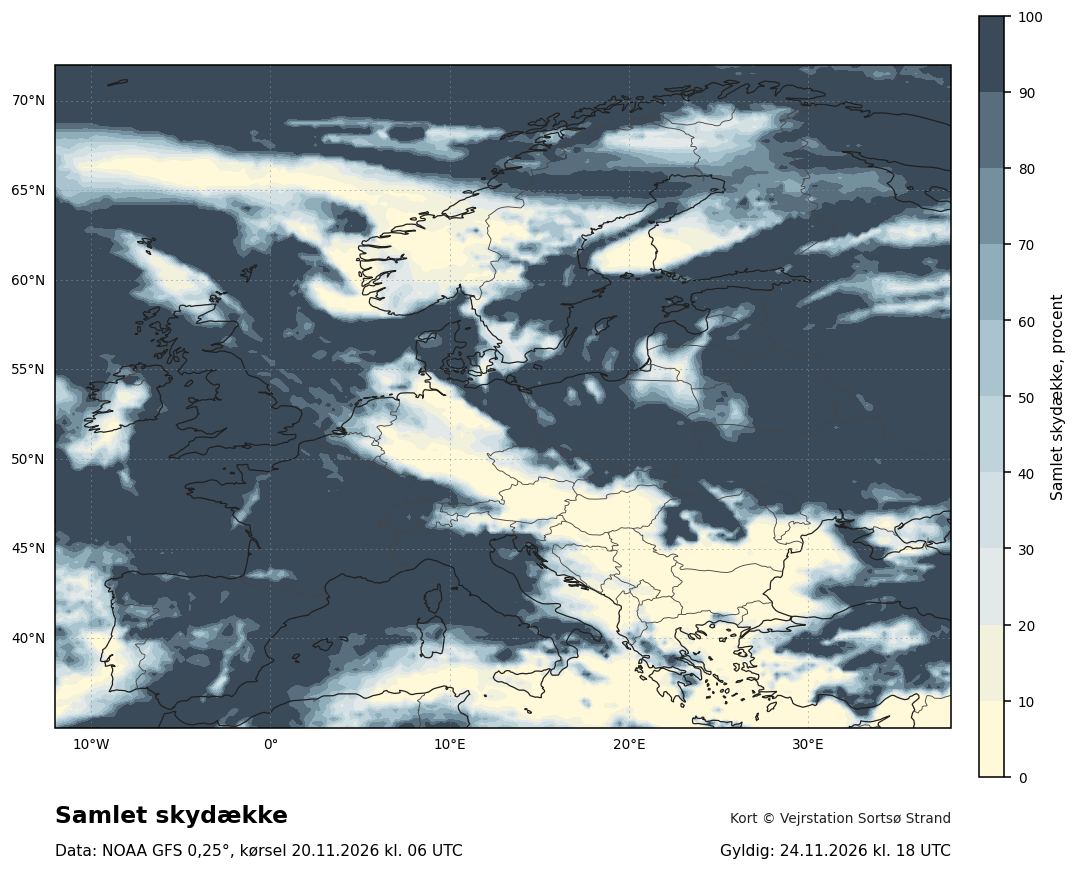 70°N
65°N
60°N
55°N
50°N
45°N
40°N
10°W
0°
10°E
20°E
30°E
100
90
80
70
60
50
40
30
20
10
0
Samlet skydække, procent
Samlet skydække
Kort © Vejrstation Sortsø Strand
Data: NOAA GFS 0,25°, kørsel 20.11.2026 kl. 06 UTC
Gyldig: 24.11.2026 kl. 18 UTC